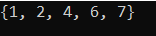 {1, 2, 4, 6, 7}